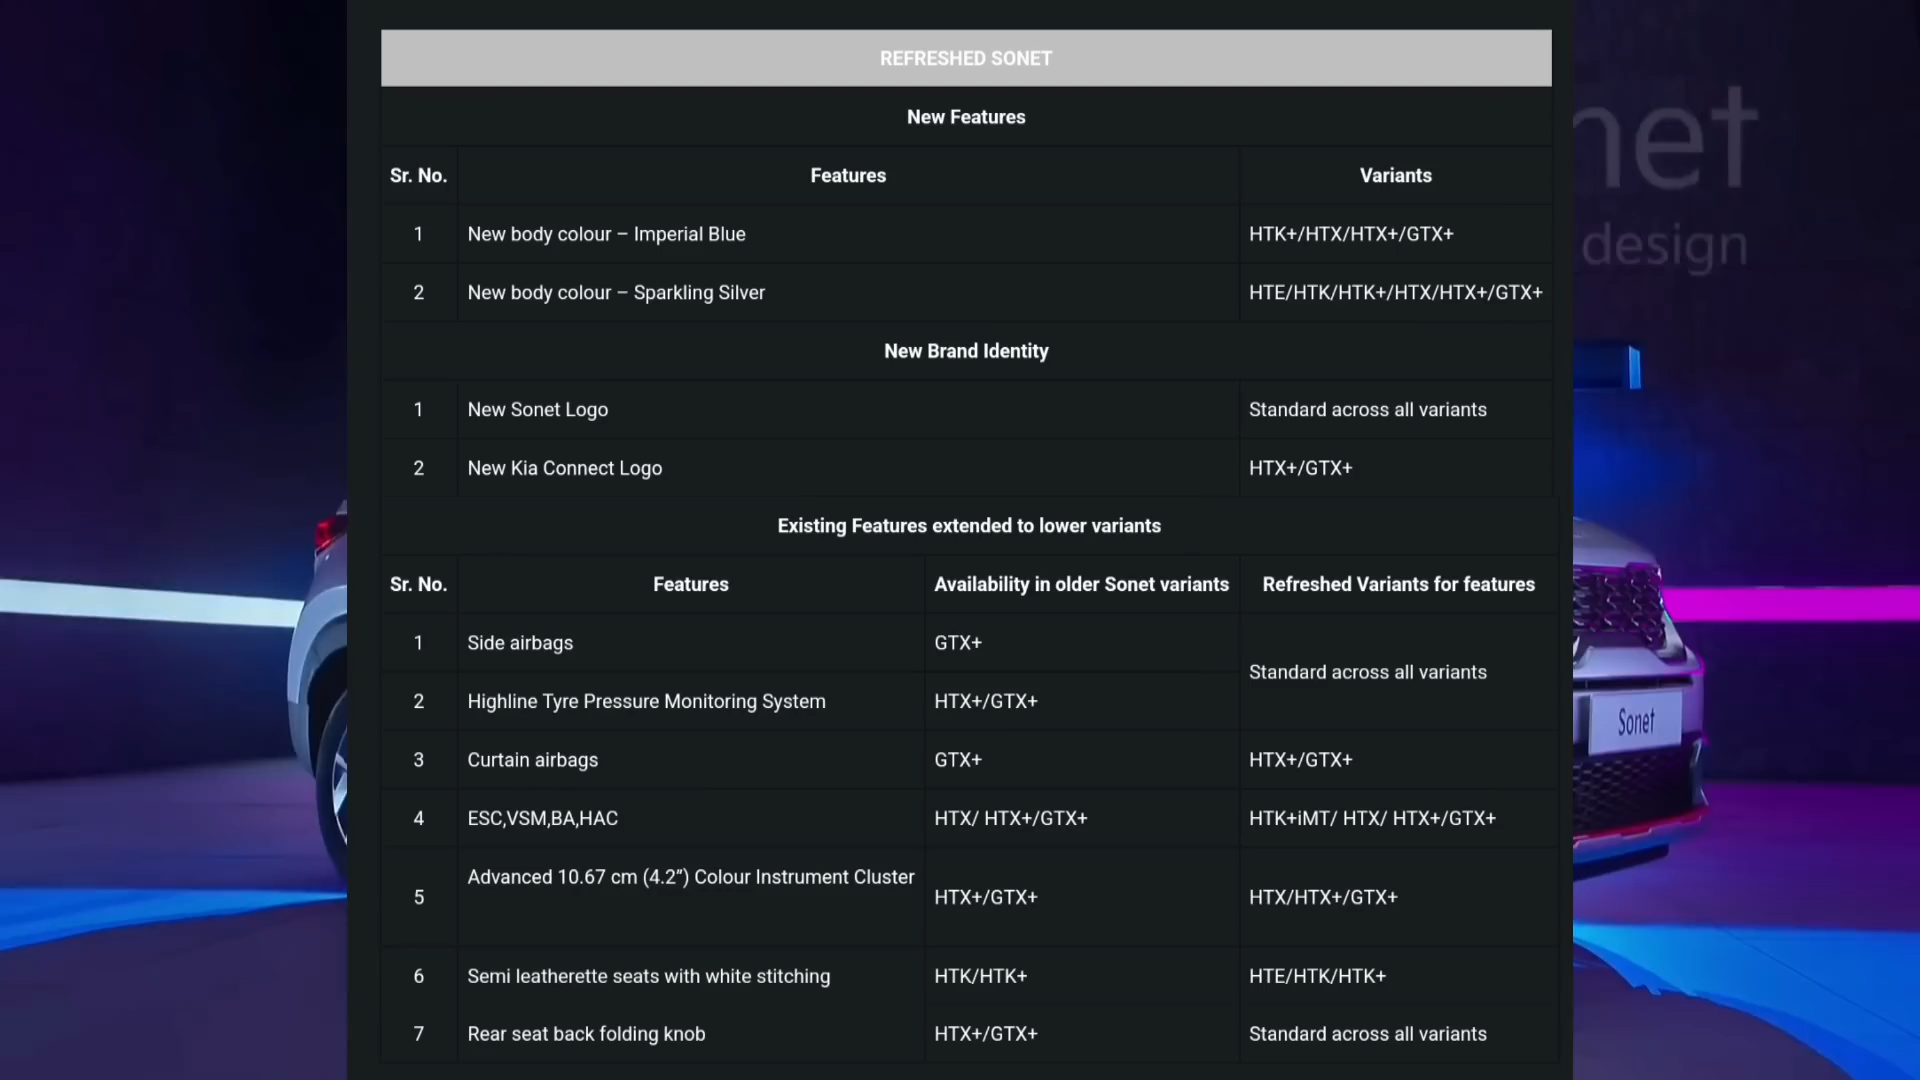 REFRESHED SONET
New Features
Sr. No. Features Variants
1 New body colour – Imperial Blue HTK+/HTX/HTX+/GTX+
2 New body colour – Sparkling Silver HTE/HTK/HTK+/HTX/HTX+/GTX+
New Brand Identity
1 New Sonet Logo Standard across all variants
2 New Kia Connect Logo HTX+/GTX+
Existing Features extended to lower variants
Sr. No. Features Availability in older Sonet variants Refreshed Variants for features
1 Side airbags GTX+
Standard across all variants
2 Highline Tyre Pressure Monitoring System HTX+/GTX+
3 Curtain airbags GTX+ HTX+/GTX+
4 ESC,VSM,BA,HAC HTX/ HTX+/GTX+ HTK+iMT/ HTX/ HTX+/GTX+
5 Advanced 10.67 cm (4.2”) Colour Instrument Cluster HTX+/GTX+ HTX/HTX+/GTX+
6 Semi leatherette seats with white stitching HTK/HTK+ HTE/HTK/HTK+
7 Rear seat back folding knob HTX+/GTX+ Standard across all variants
net
design
Sonet